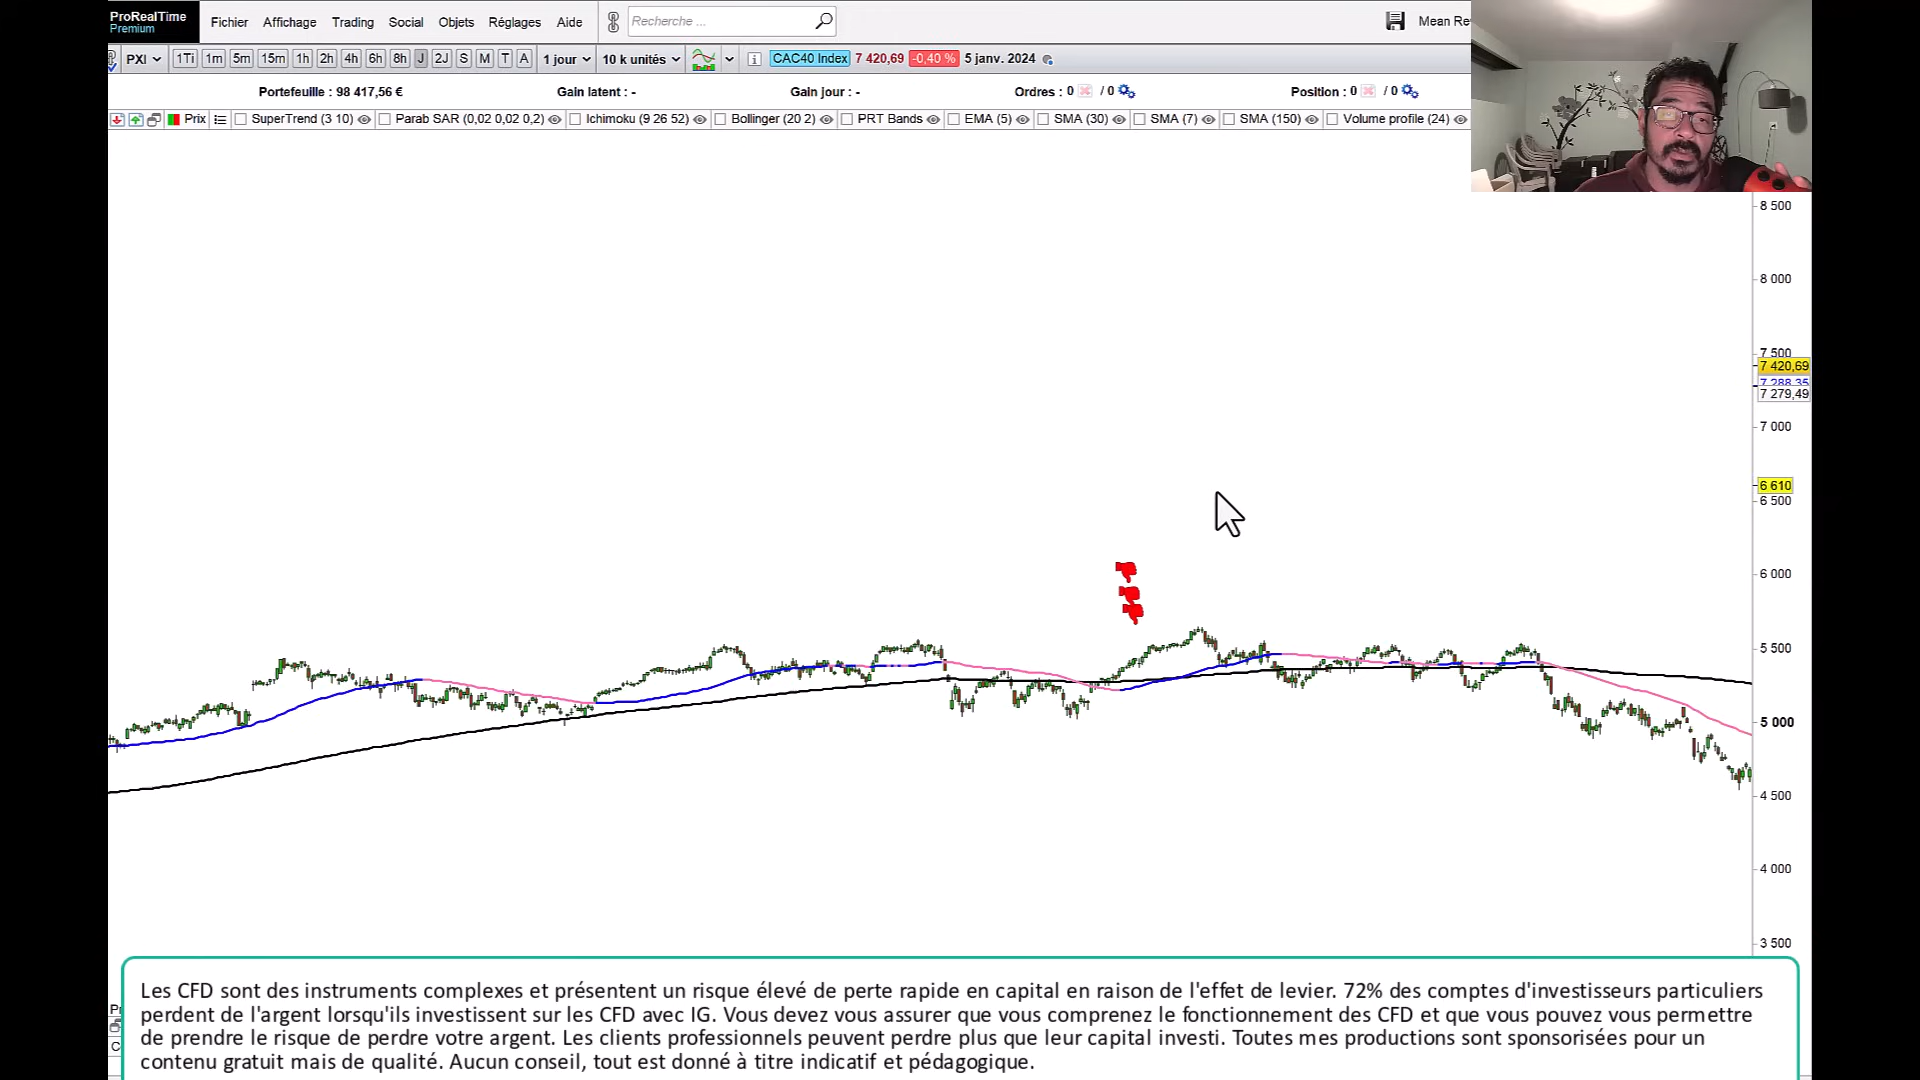 ProRealTime
Premium
Fichier Affichage Trading Social Objets Réglages Aide Recherche ... Mean Re
PXI 1Ti 1m 5m 15m 1h 2h 4h 6h 8h J 2J S M T A 1 jour 10 k unités CAC40 Index 7 420,69 -0,40 % 5 janv. 2024
Portefeuille : 98 417,56 € Gain latent : - Gain jour : - Ordres : 0 / 0 Position : 0 / 0
Prix SuperTrend (3 10) Parab SAR (0,02 0,02 0,2) Ichimoku (9 26 52) Bollinger (20 2) PRT Bands EMA (5) SMA (30) SMA (7) SMA (150) Volume profile (24)
8 500
8 000
7 500
7 420,69
7 288,35
7 279,49
7 000
6 610
6 500
6 000
5 500
5 000
4 500
4 000
3 500
Les CFD sont des instruments complexes et présentent un risque élevé de perte rapide en capital en raison de l'effet de levier. 72% des comptes d'investisseurs particuliers
perdent de l'argent lorsqu'ils investissent sur les CFD avec IG. Vous devez vous assurer que vous comprenez le fonctionnement des CFD et que vous pouvez vous permettre
de prendre le risque de perdre votre argent. Les clients professionnels peuvent perdre plus que leur capital investi. Toutes mes productions sont sponsorisées pour un
contenu gratuit mais de qualité. Aucun conseil, tout est donné à titre indicatif et pédagogique.